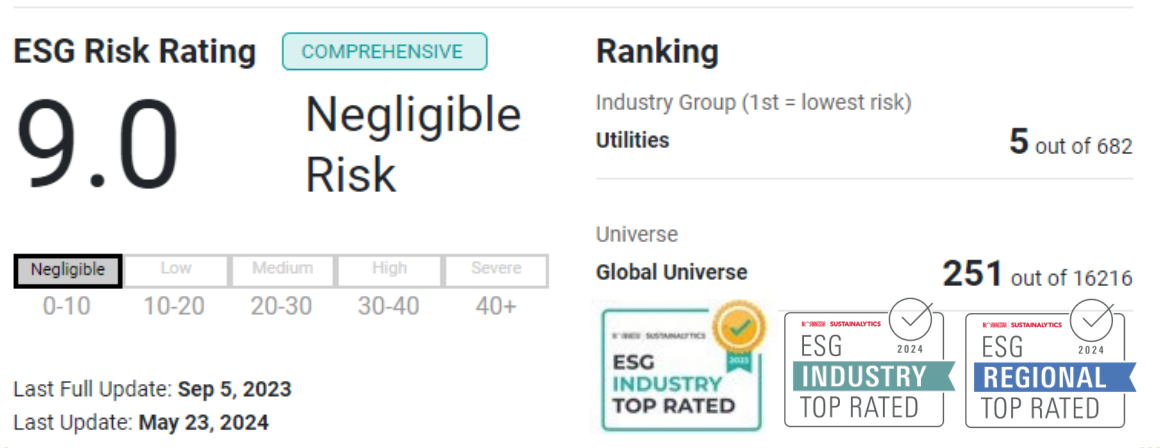 ESG Risk Rating
COMPREHENSIVE
9.0
Negligible
Risk
Negligible Low Medium High Severe
0-10 10-20 20-30 30-40 40+
Last Full Update: Sep 5, 2023
Last Update: May 23, 2024
Ranking
Industry Group (1st = lowest risk)
Utilities
5 out of 682
Universe
Global Universe
251 out of 16216
SUSTAINALYTICS
ESG
INDUSTRY
TOP RATED
2023
SUSTAINALYTICS
ESG
2024
INDUSTRY
TOP RATED
SUSTAINALYTICS
ESG
2024
REGIONAL
TOP RATED